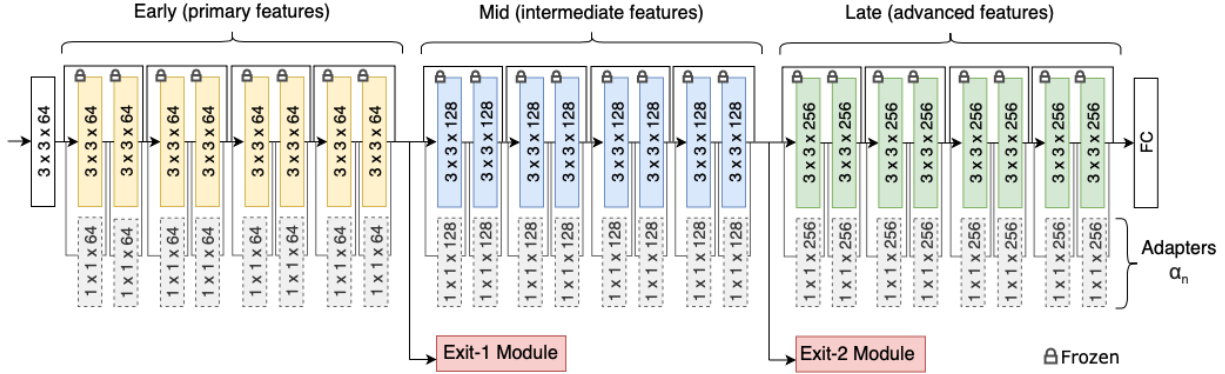 Early (primary features)
Mid (intermediate features)
Late (advanced features)
3 x 3 x 64
3 x 3 x 64
3 x 3 x 64
3 x 3 x 64
3 x 3 x 64
3 x 3 x 64
3 x 3 x 64
3 x 3 x 64
3 x 3 x 64
3 x 3 x 128
3 x 3 x 128
3 x 3 x 128
3 x 3 x 128
3 x 3 x 128
3 x 3 x 128
3 x 3 x 128
3 x 3 x 128
3 x 3 x 256
3 x 3 x 256
3 x 3 x 256
3 x 3 x 256
3 x 3 x 256
3 x 3 x 256
3 x 3 x 256
3 x 3 x 256
FC
1 x 1 x 64
1 x 1 x 64
1 x 1 x 64
1 x 1 x 64
1 x 1 x 64
1 x 1 x 64
1 x 1 x 64
1 x 1 x 64
1 x 1 x 128
1 x 1 x 128
1 x 1 x 128
1 x 1 x 128
1 x 1 x 128
1 x 1 x 128
1 x 1 x 128
1 x 1 x 128
1 x 1 x 256
1 x 1 x 256
1 x 1 x 256
1 x 1 x 256
1 x 1 x 256
1 x 1 x 256
1 x 1 x 256
1 x 1 x 256
Adapters
αn
Exit-1 Module
Exit-2 Module
Frozen